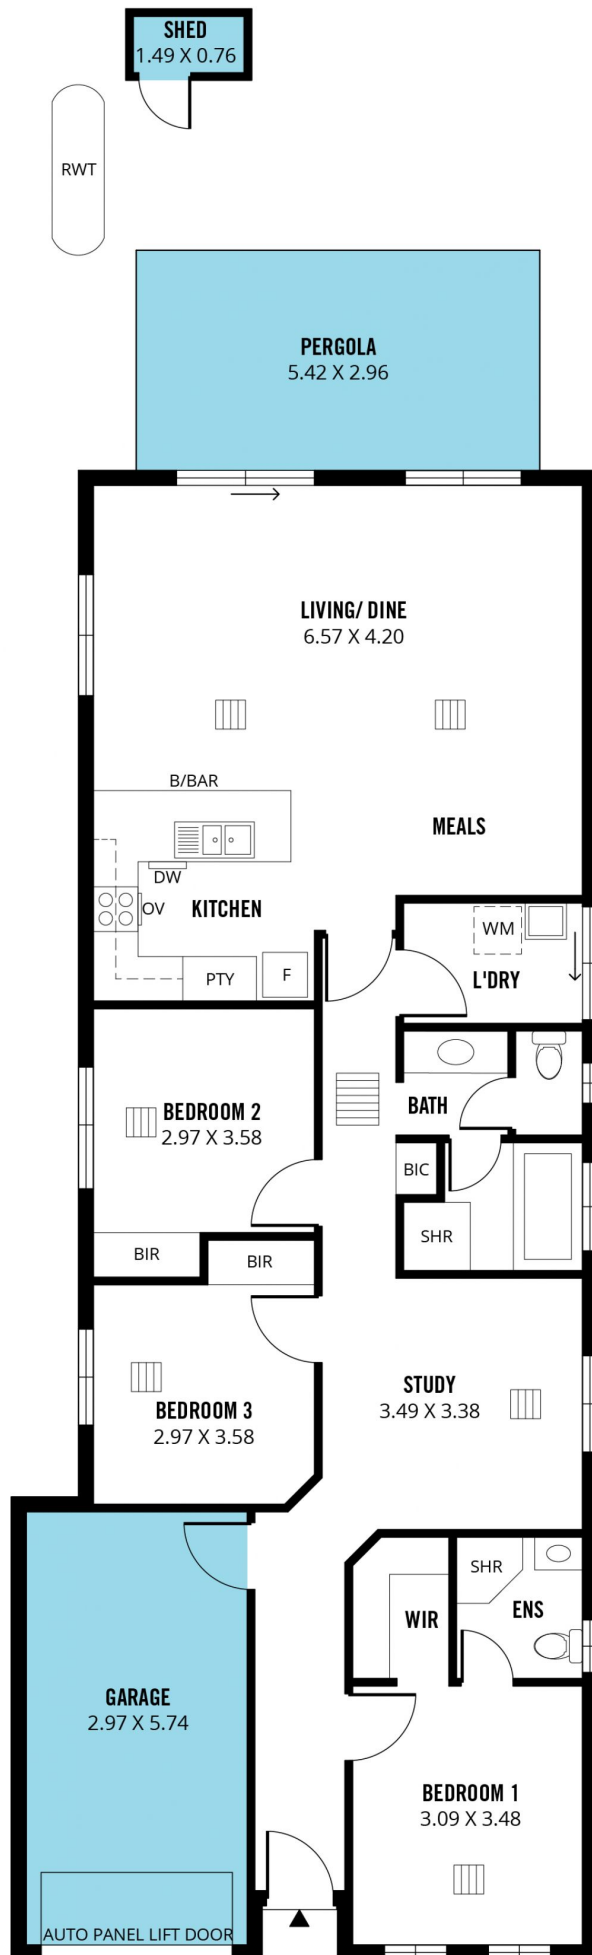 SHED
1.49 X 0.76
RWT
PERGOLA
5.42 X 2.96
LIVING/ DINE
6.57 X 4.20
B/BAR
MEALS
DW
OV
KITCHEN
PTY
F
WM
L'DRY
BATH
BEDROOM 2
2.97 X 3.58
BIC
SHR
BIR
BIR
STUDY
3.49 X 3.38
BEDROOM 3
2.97 X 3.58
SHR
ENS
WIR
GARAGE
2.97 X 5.74
BEDROOM 1
3.09 X 3.48
AUTO PANEL LIFT DOOR